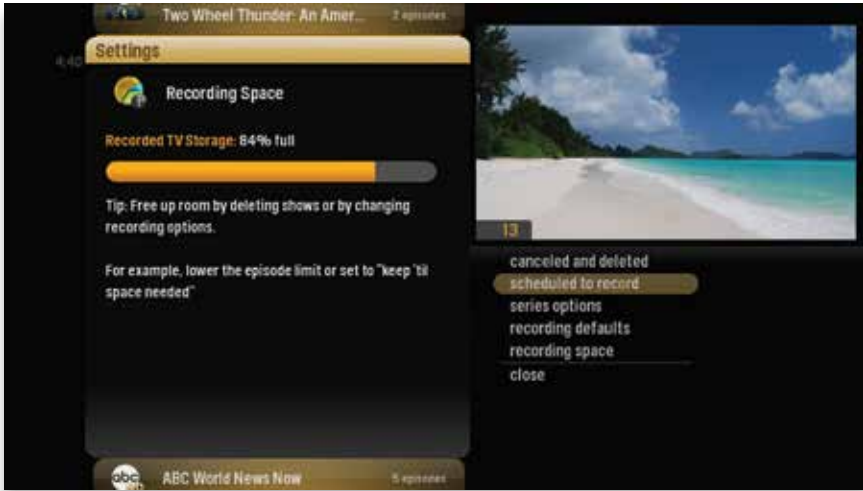 Two Wheel Thunder: An Amer...
2 episodes
4:40
Settings
Recording Space
Recorded TV Storage: 84% full
Tip: Free up room by deleting shows or by changing
recording options.
For example, lower the episode limit or set to "keep 'til
space needed"
13
canceled and deleted
scheduled to record
series options
recording defaults
recording space
close
abc
ABC World News Now
5 episodes